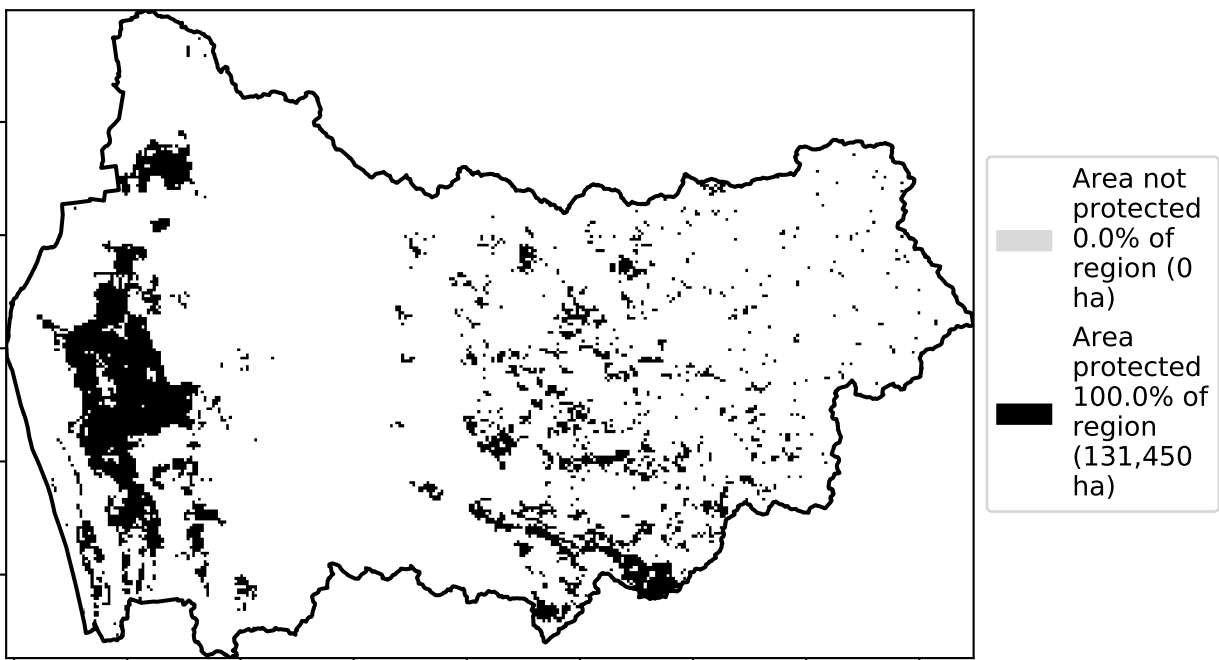 Area not
protected
0.0% of
region (0
ha)
Area
protected
100.0% of
region
(131,450
ha)